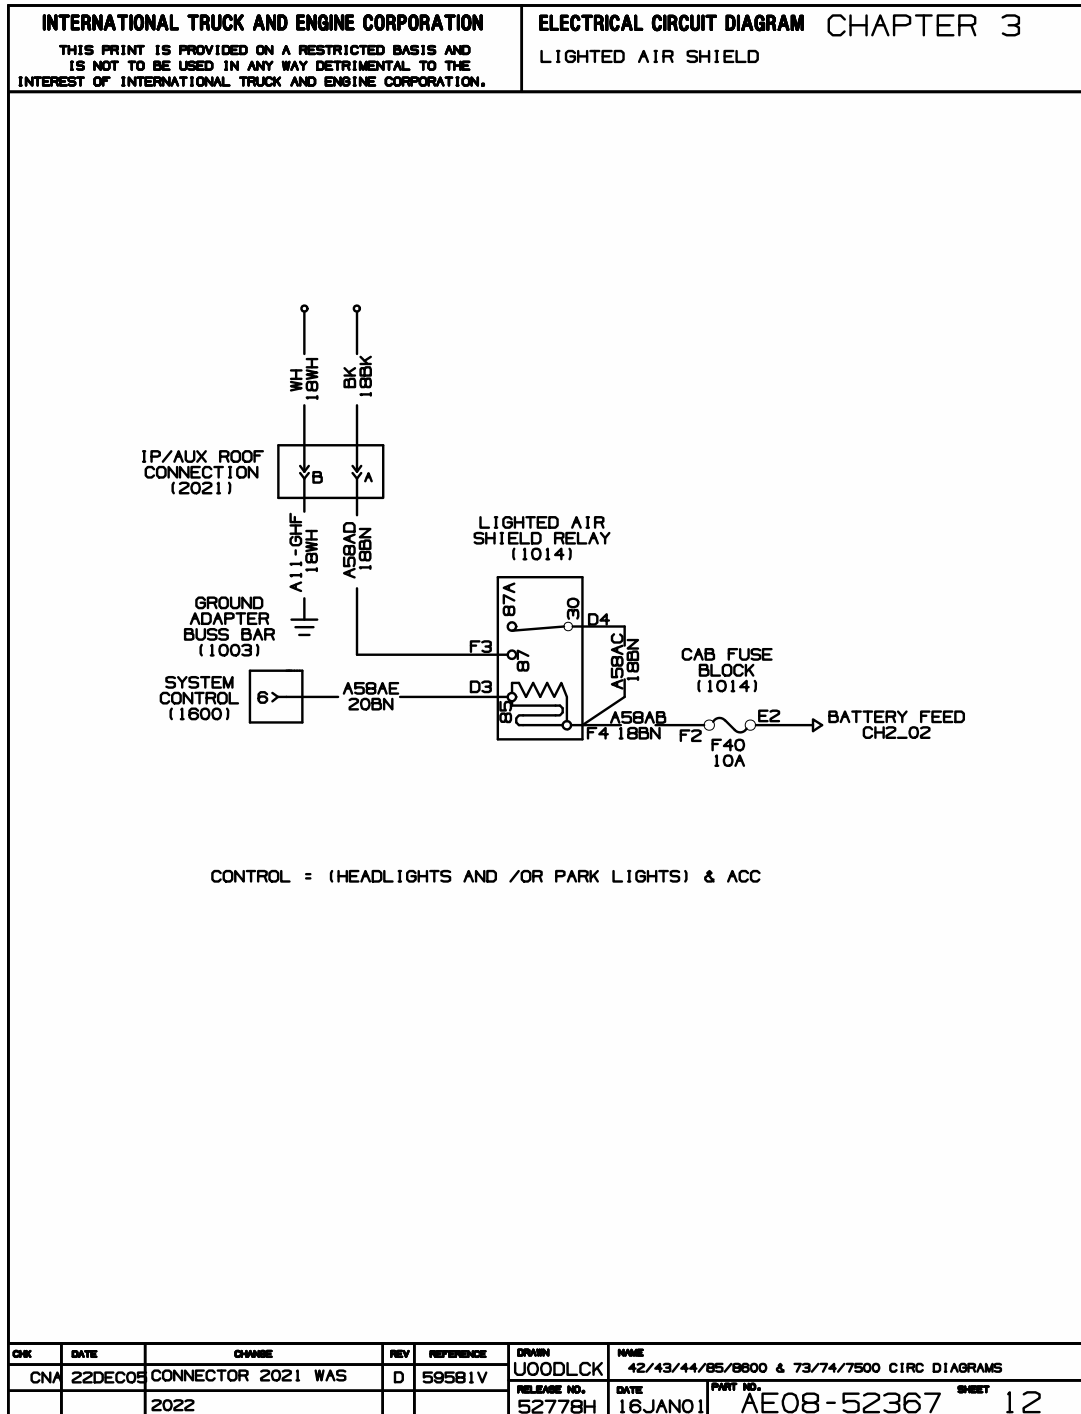 INTERNATIONAL TRUCK AND ENGINE CORPORATION
THIS PRINT IS PROVIDED ON A RESTRICTED BASIS AND
IS NOT TO BE USED IN ANY WAY DETRIMENTAL TO THE
INTEREST OF INTERNATIONAL TRUCK AND ENGINE CORPORATION.
ELECTRICAL CIRCUIT DIAGRAM CHAPTER 3
LIGHTED AIR SHIELD
WH
18WH
BK
18BK
IP/AUX ROOF
CONNECTION
(2021)
B
A
A11-GHF
18WH
A58AD
18BN
LIGHTED AIR
SHIELD RELAY
(1014)
GROUND
ADAPTER
BUSS BAR
(1003)
87A
30
D4
F3
87
A58AC
18BN
CAB FUSE
BLOCK
(1014)
SYSTEM
CONTROL
(1600)
6
A58AE
20BN
D3
85
F4
A58AB
18BN
F2
F40
10A
E2
BATTERY FEED
CH2_02
CONTROL = (HEADLIGHTS AND /OR PARK LIGHTS) & ACC
CHK DATE CHANGE REV REFERENCE
CNA 22DEC05 CONNECTOR 2021 WAS D 59581V
2022
DRAWN
UOODLCK
NAME
42/43/44/85/8600 & 73/74/7500 CIRC DIAGRAMS
RELEASE NO.
52778H
DATE
16JAN01
PART NO.
AE08-52367
SHEET
12